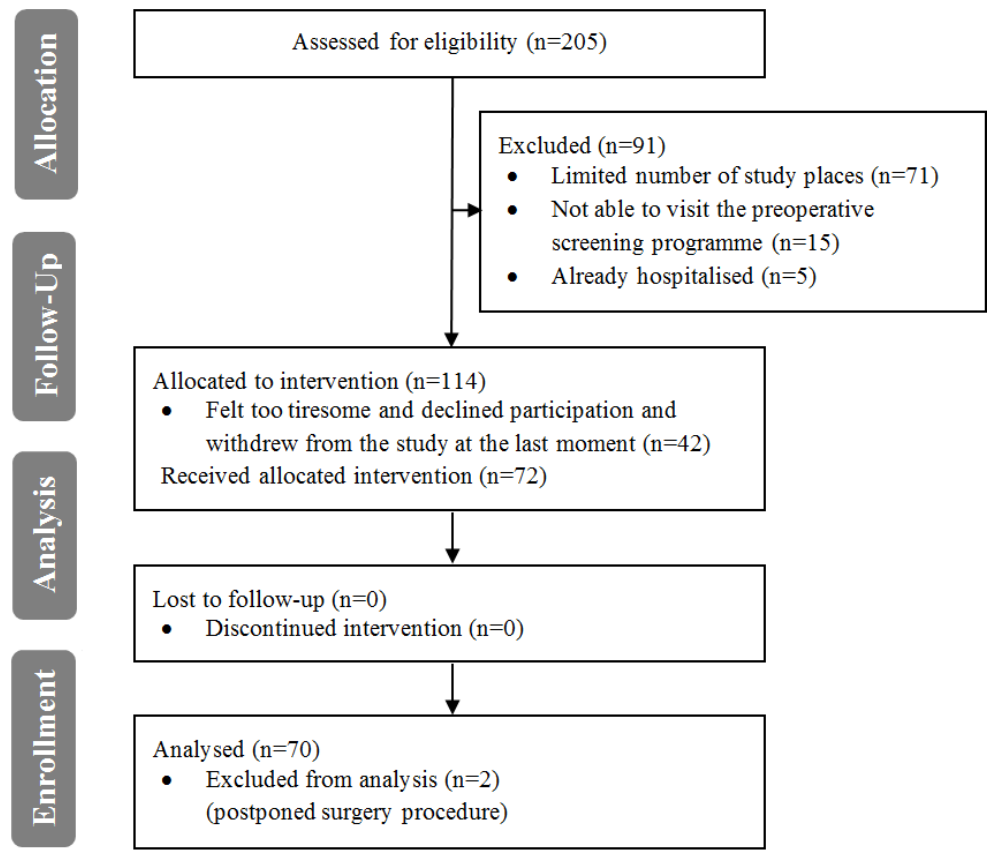 Allocation
Assessed for eligibility (n=205)
Excluded (n=91)
● Limited number of study places (n=71)
● Not able to visit the preoperative
screening programme (n=15)
● Already hospitalised (n=5)
Follow-Up
Allocated to intervention (n=114)
● Felt too tiresome and declined participation and
withdrew from the study at the last moment (n=42)
Received allocated intervention (n=72)
Analysis
Lost to follow-up (n=0)
● Discontinued intervention (n=0)
Enrollment
Analysed (n=70)
● Excluded from analysis (n=2)
(postponed surgery procedure)